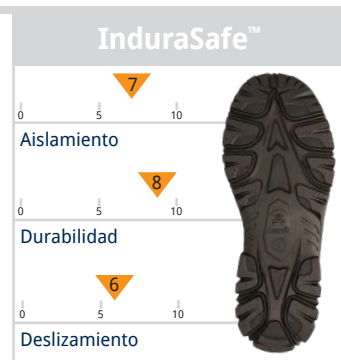 InduraSafe™
7
0 5 10
Aislamiento
8
0 5 10
Durabilidad
6
0 5 10
Deslizamiento